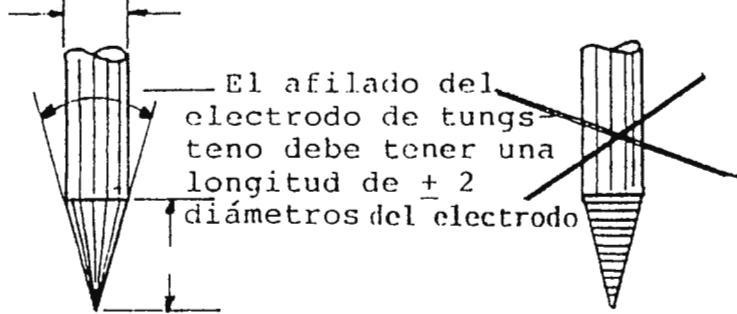 El afilado del
electrodo de tungs-
teno debe tener una
longitud de ± 2
diámetros del electrodo